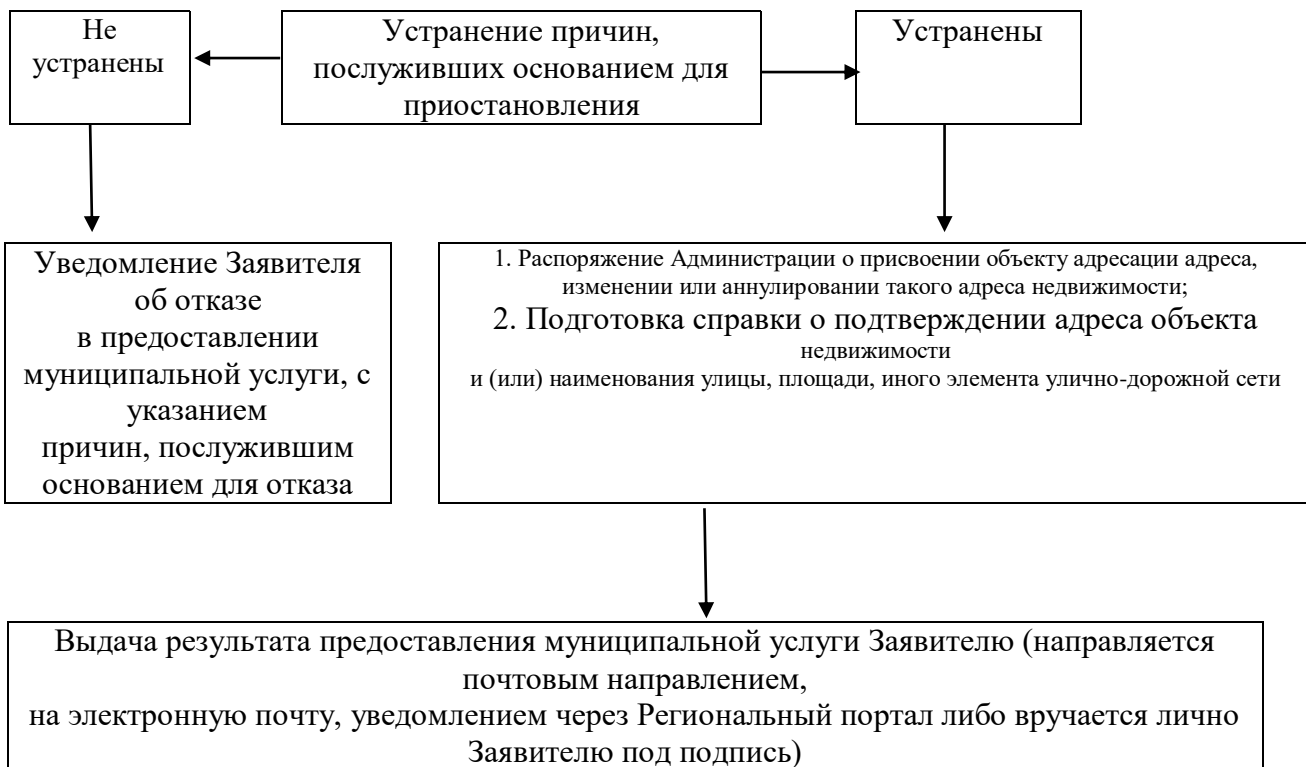 Не
устранены
Устранение причин,
послуживших основанием для
приостановления
Устранены
Уведомление Заявителя
об отказе
в предоставлении
муниципальной услуги, с
указанием
причин, послужившим
основанием для отказа
1. Распоряжение Администрации о присвоении объекту адресации адреса,
изменении или аннулировании такого адреса недвижимости;
2. Подготовка справки о подтверждении адреса объекта
недвижимости
и (или) наименования улицы, площади, иного элемента улично-дорожной сети
Выдача результата предоставления муниципальной услуги Заявителю (направляется
почтовым направлением,
на электронную почту, уведомлением через Региональный портал либо вручается лично
Заявителю под подпись)